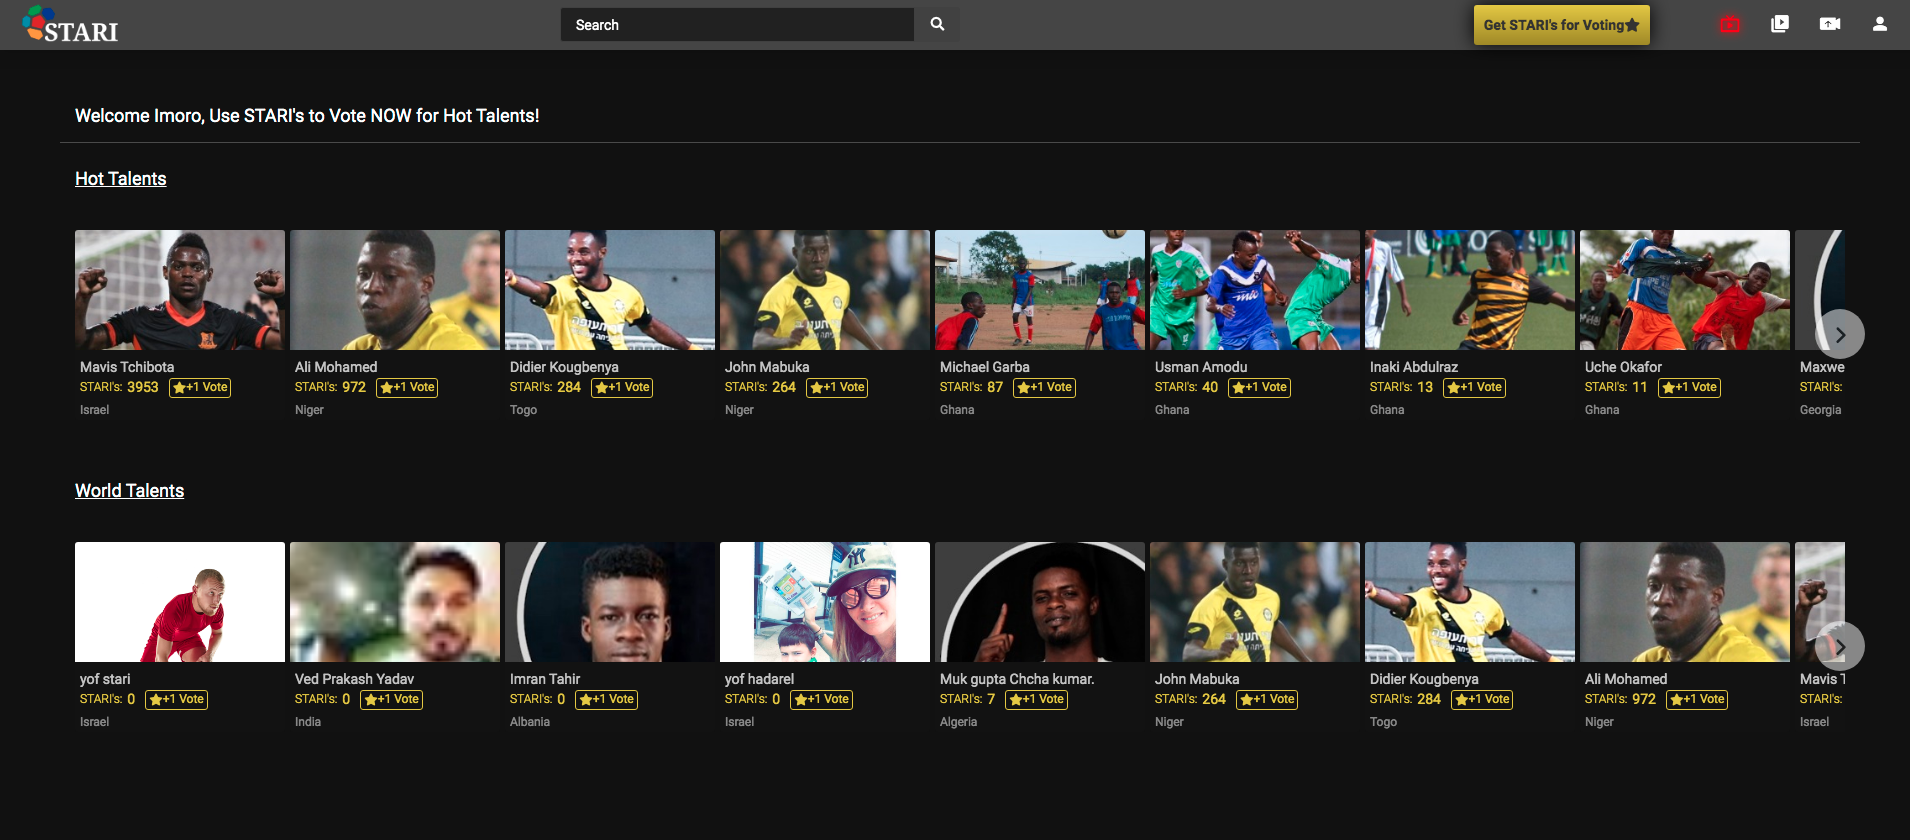 STARI
Search
Get STARI's for Voting
Welcome Imoro, Use STARI's to Vote NOW for Hot Talents!
Hot Talents
Mavis Tchibota
STARI's: 3953 +1 Vote
Israel
Ali Mohamed
STARI's: 972 +1 Vote
Niger
Didier Kougbenya
STARI's: 284 +1 Vote
Togo
John Mabuka
STARI's: 264 +1 Vote
Niger
Michael Garba
STARI's: 87 +1 Vote
Ghana
Usman Amodu
STARI's: 40 +1 Vote
Ghana
Inaki Abdulraz
STARI's: 13 +1 Vote
Ghana
Uche Okafor
STARI's: 11 +1 Vote
Ghana
Maxwe
STARI's:
Georgia
World Talents
yof stari
STARI's: 0 +1 Vote
Israel
Ved Prakash Yadav
STARI's: 0 +1 Vote
India
Imran Tahir
STARI's: 0 +1 Vote
Albania
yof hadarel
STARI's: 0 +1 Vote
Israel
Muk gupta Chcha kumar.
STARI's: 7 +1 Vote
Algeria
John Mabuka
STARI's: 264 +1 Vote
Niger
Didier Kougbenya
STARI's: 284 +1 Vote
Togo
Ali Mohamed
STARI's: 972 +1 Vote
Niger
Mavis T
STARI's:
Israel